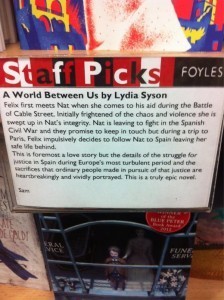 Staff Picks FOYLES
A World Between Us by Lydia Syson
Felix first meets Nat when she comes to his aid during the Battle
of Cable Street. Initially frightened of the chaos and violence she is
swept up in Nat's integrity. Nat is leaving to fight in the Spanish
Civil War and they promise to keep in touch but during a trip to
Paris, Felix impulsively decides to follow Nat to Spain leaving her
safe life behind.
This is foremost a love story but the details of the struggle for
justice in Spain during Europe's most turbulent period and the
sacrifices that ordinary people made in pursuit of that justice are
heartbreakingly and vividly portrayed. This is a truly epic novel.
Sam
BLUE PETER